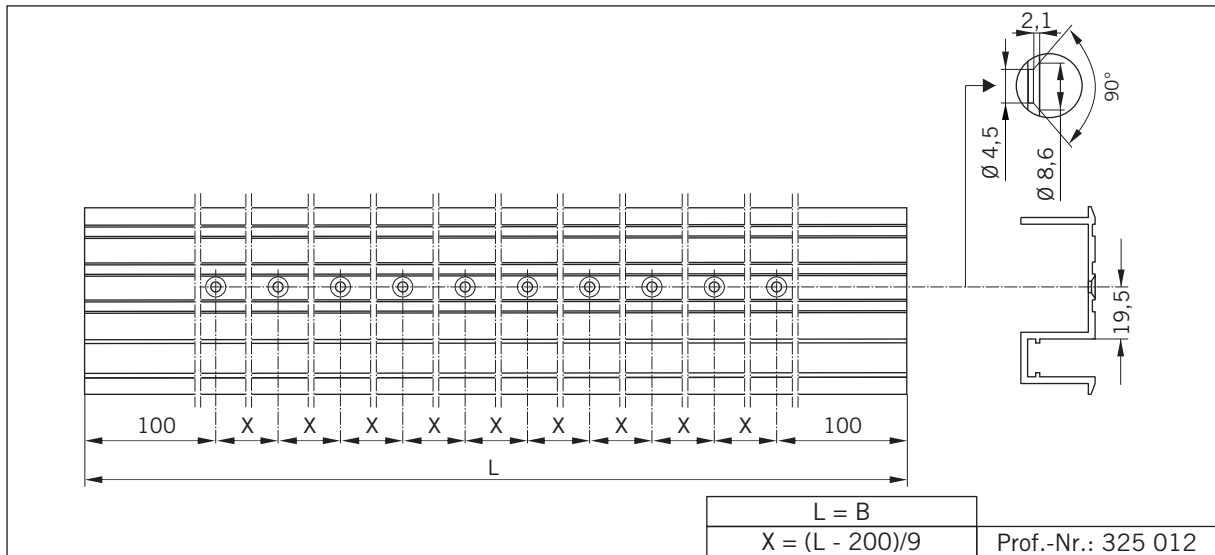 2,1
90°
Ø 4,5
Ø 8,6
19,5
100 X X X X X X X X X 100
L
L = B
X = (L - 200)/9 Prof.-Nr.: 325 012